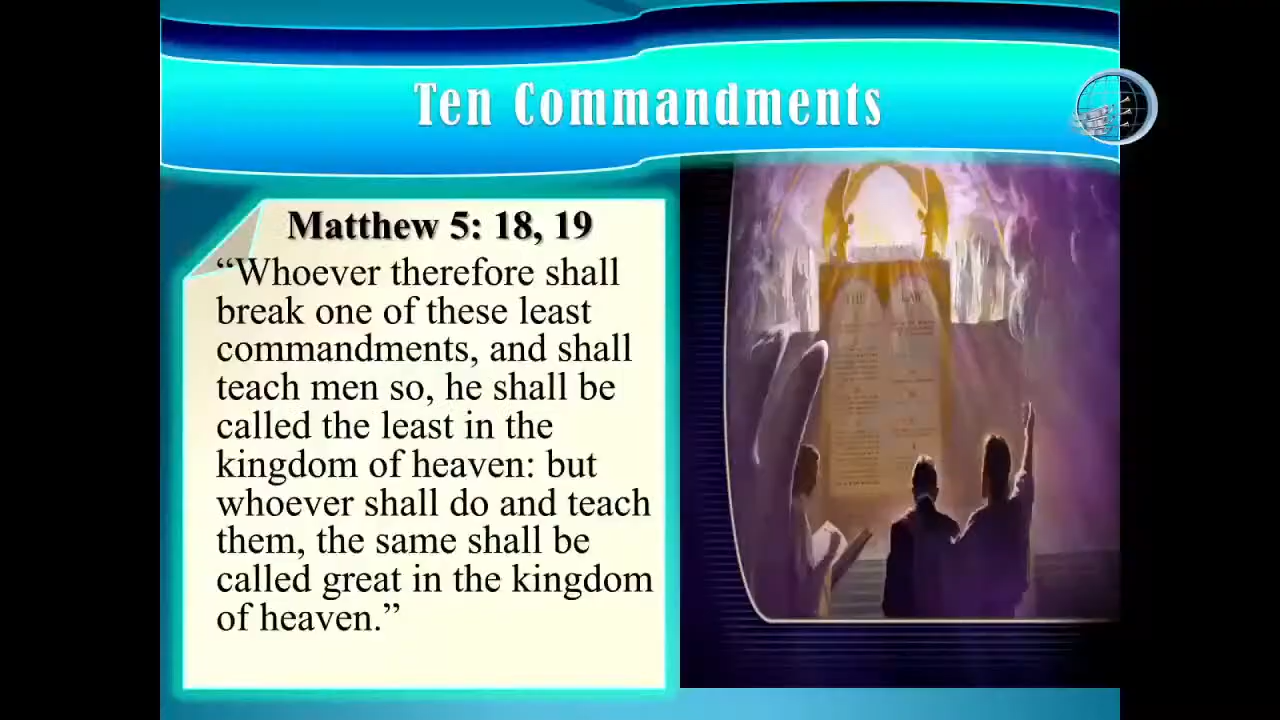 Ten Commandments
Matthew 5: 18, 19
“Whoever therefore shall
break one of these least
commandments, and shall
teach men so, he shall be
called the least in the
kingdom of heaven: but
whoever shall do and teach
them, the same shall be
called great in the kingdom
of heaven.”
THE LAW